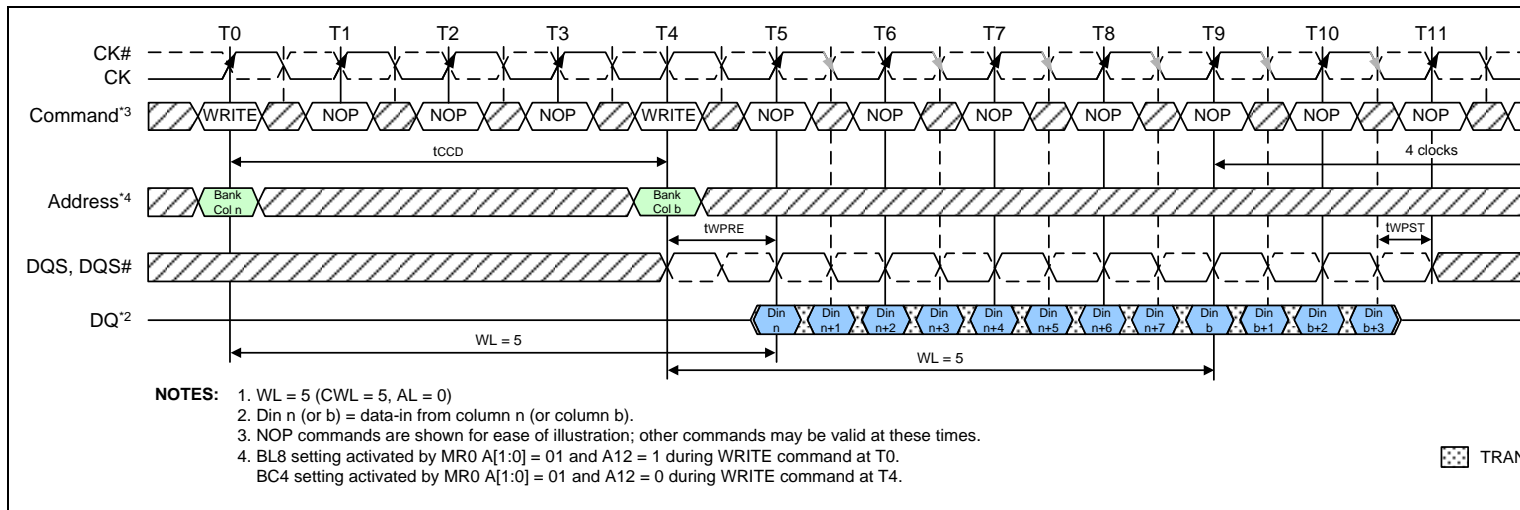 T0 T1 T2 T3 T4 T5 T6 T7 T8 T9 T10 T11
CK#
CK
Command*3 WRITE NOP NOP NOP WRITE NOP NOP NOP NOP NOP NOP NOP
tCCD 4 clocks
Address*4 Bank Col n Bank Col b
tWPRE tWPST
DQS, DQS#
DQ*2 Din n Din n+1 Din n+2 Din n+3 Din n+4 Din n+5 Din n+6 Din n+7 Din b Din b+1 Din b+2 Din b+3
WL = 5 WL = 5
NOTES: 1. WL = 5 (CWL = 5, AL = 0)
2. Din n (or b) = data-in from column n (or column b).
3. NOP commands are shown for ease of illustration; other commands may be valid at these times.
4. BL8 setting activated by MR0 A[1:0] = 01 and A12 = 1 during WRITE command at T0.
BC4 setting activated by MR0 A[1:0] = 01 and A12 = 0 during WRITE command at T4.
TRAN